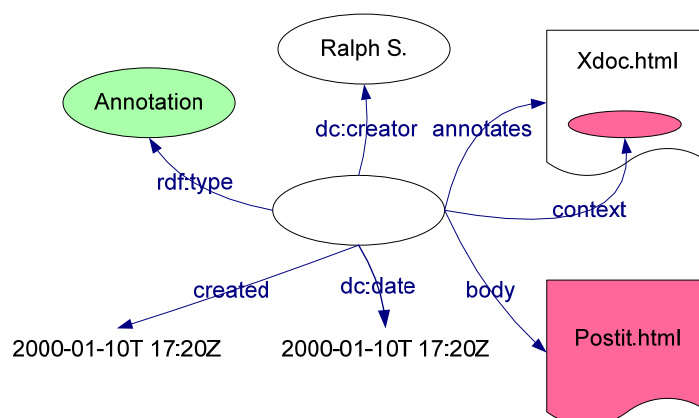 Ralph S.
Xdoc.html
Annotation
dc:creator
annotates
rdf:type
context
created
dc:date
body
Postit.html
2000-01-10T 17:20Z
2000-01-10T 17:20Z